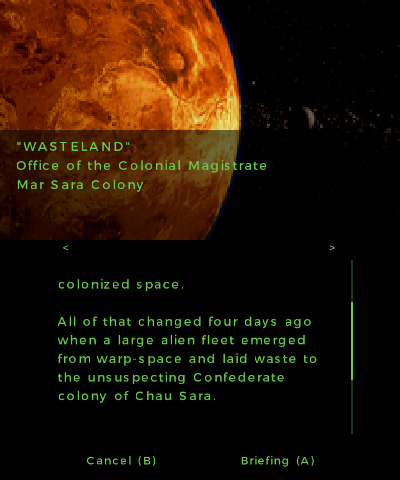 "WASTELAND"
Office of the Colonial Magistrate
Mar Sara Colony
< >
colonized space.
All of that changed four days ago
when a large alien fleet emerged
from warp-space and laid waste to
the unsuspecting Confederate
colony of Chau Sara.
Cancel (B) Briefing (A)